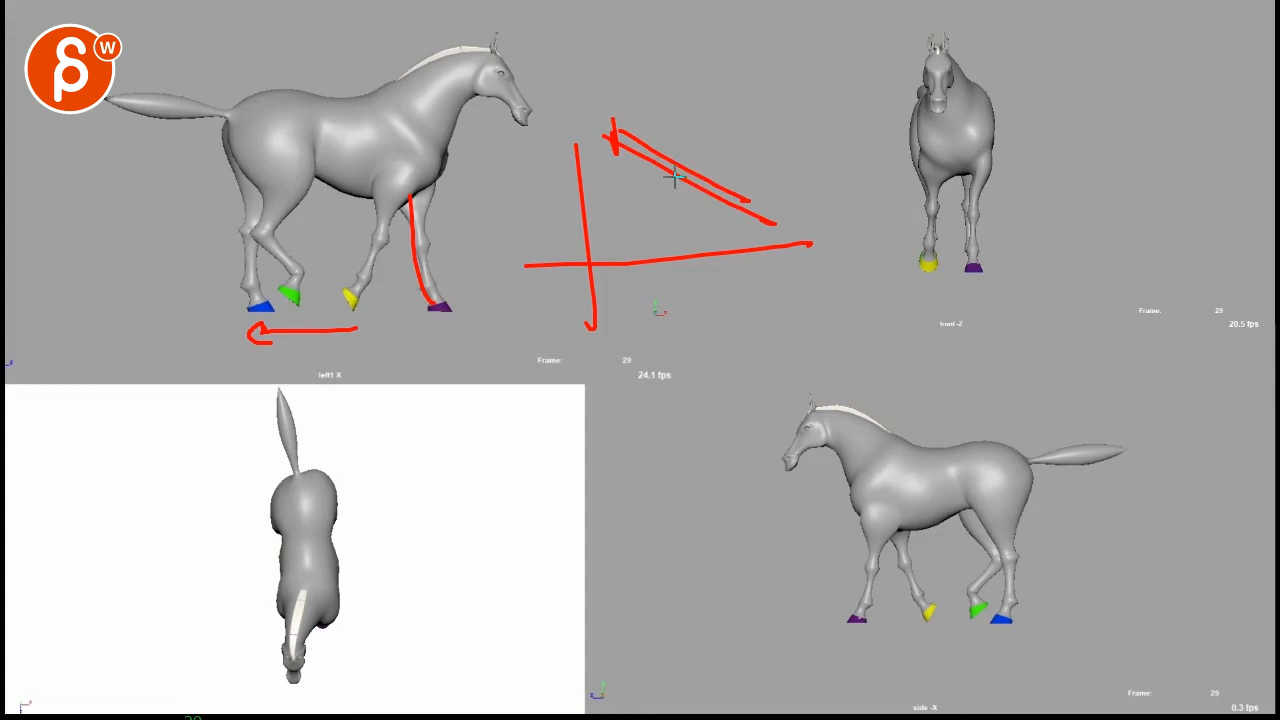 W
Frame: 29
front -Z
20.5 fps
Frame: 29
left1 X
24.1 fps
Frame: 29
side -X
0.3 fps